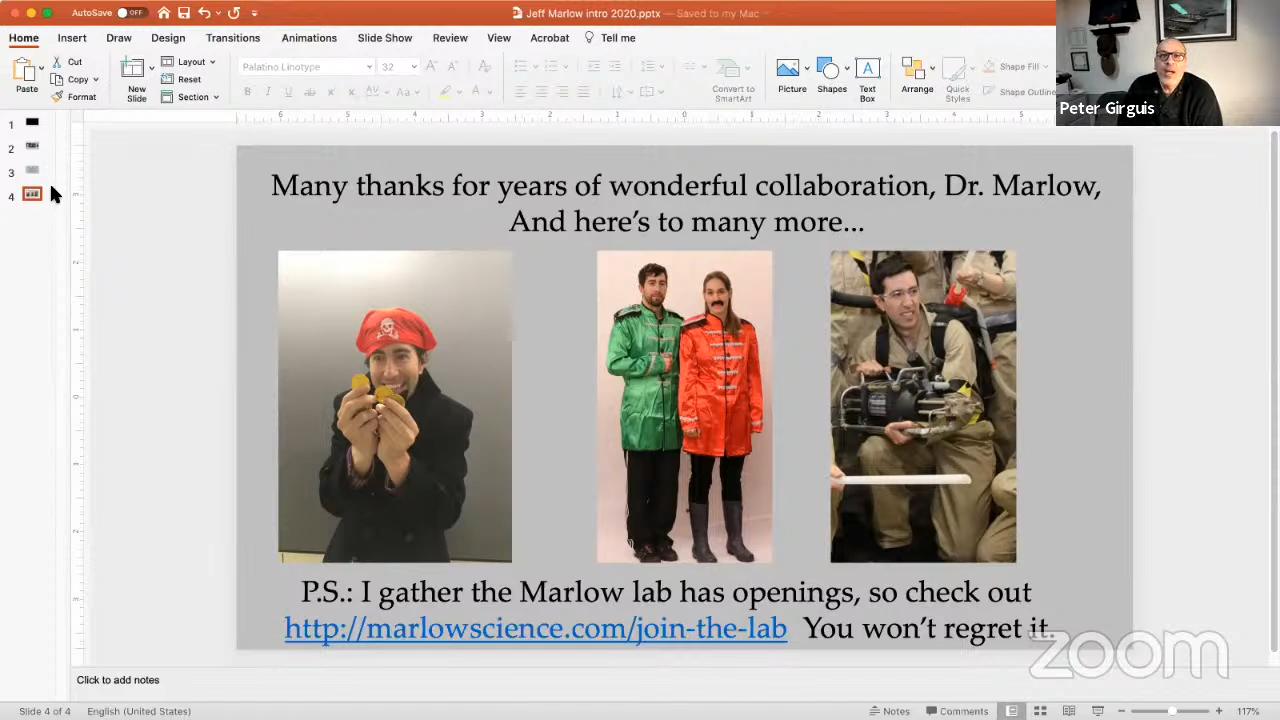 AutoSave OFF
Jeff Marlow intro 2020.pptx — Saved to my Mac
Home Insert Draw Design Transitions Animations Slide Show Review View Acrobat Tell me
Paste
Cut
Copy
Format
New Slide
Layout
Reset
Section
Palatino Linotype 32
Convert to SmartArt
Picture
Shapes
Text Box
Arrange
Quick Styles
Shape Fill
Shape Outline
Peter Girguis
1
2
3
4
Many thanks for years of wonderful collaboration, Dr. Marlow,
And here’s to many more...
P.S.: I gather the Marlow lab has openings, so check out
http://marlowscience.com/join-the-lab You won’t regret it.
zoom
Click to add notes
Slide 4 of 4 English (United States) Notes Comments 117%